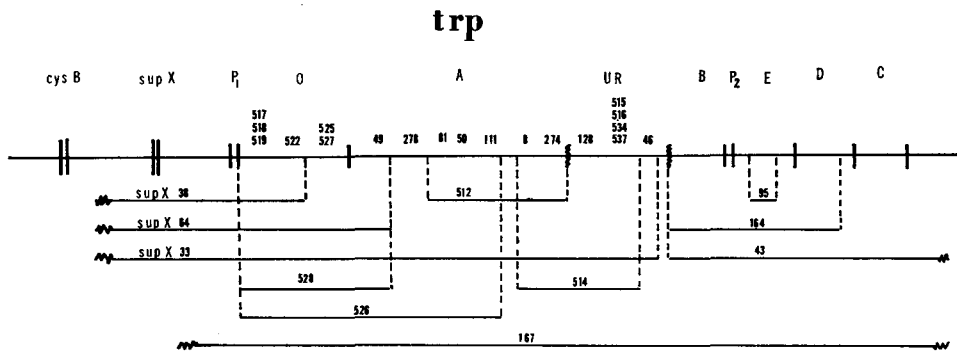 trp
cys B sup X P1 O A UR B P2 E D C
515
517 516
518 525 534
519 522 527 49 278 81 50 111 8 274 128 537 46
sup X 36 512 95
sup X 64 164
sup X 33 43
528 514
526
167